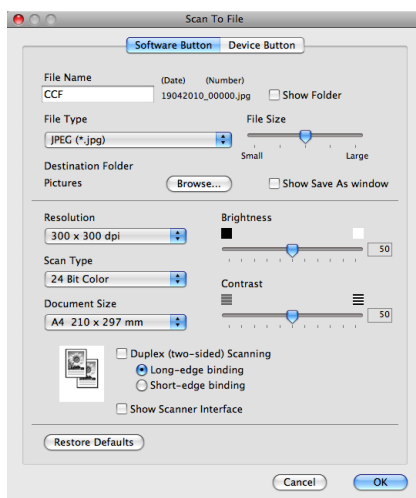 Scan To File
Software Button Device Button
File Name (Date) (Number)
CCF 19042010_00000.jpg Show Folder
File Type File Size
JPEG (*.jpg)
Small Large
Destination Folder
Pictures Browse... Show Save As window
Resolution Brightness
300 x 300 dpi
50
Scan Type
24 Bit Color
Contrast
Document Size
A4 210 x 297 mm 50
Duplex (two-sided) Scanning
Long-edge binding
Short-edge binding
Show Scanner Interface
Restore Defaults
Cancel OK